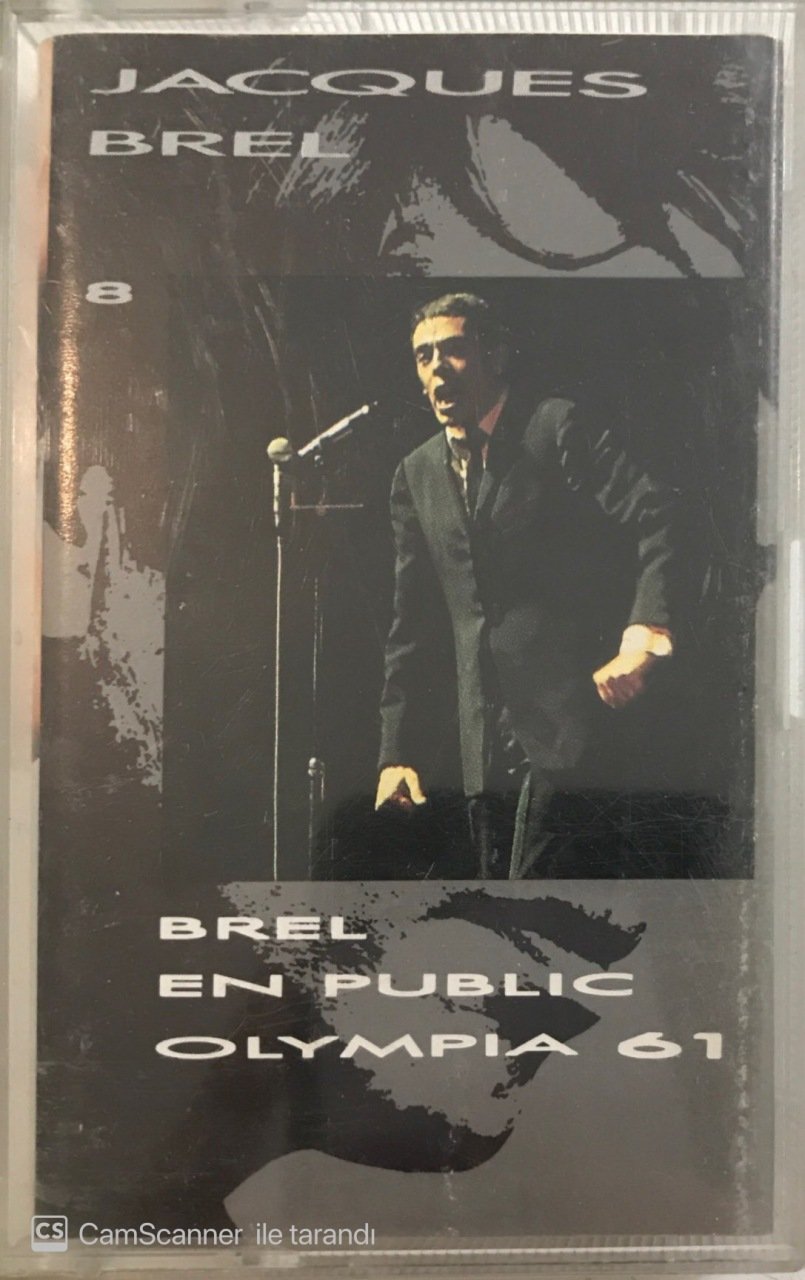 JACQUES
BREL
8
BREL
EN PUBLIC
OLYMPIA 61
CS CamScanner ile tarandı